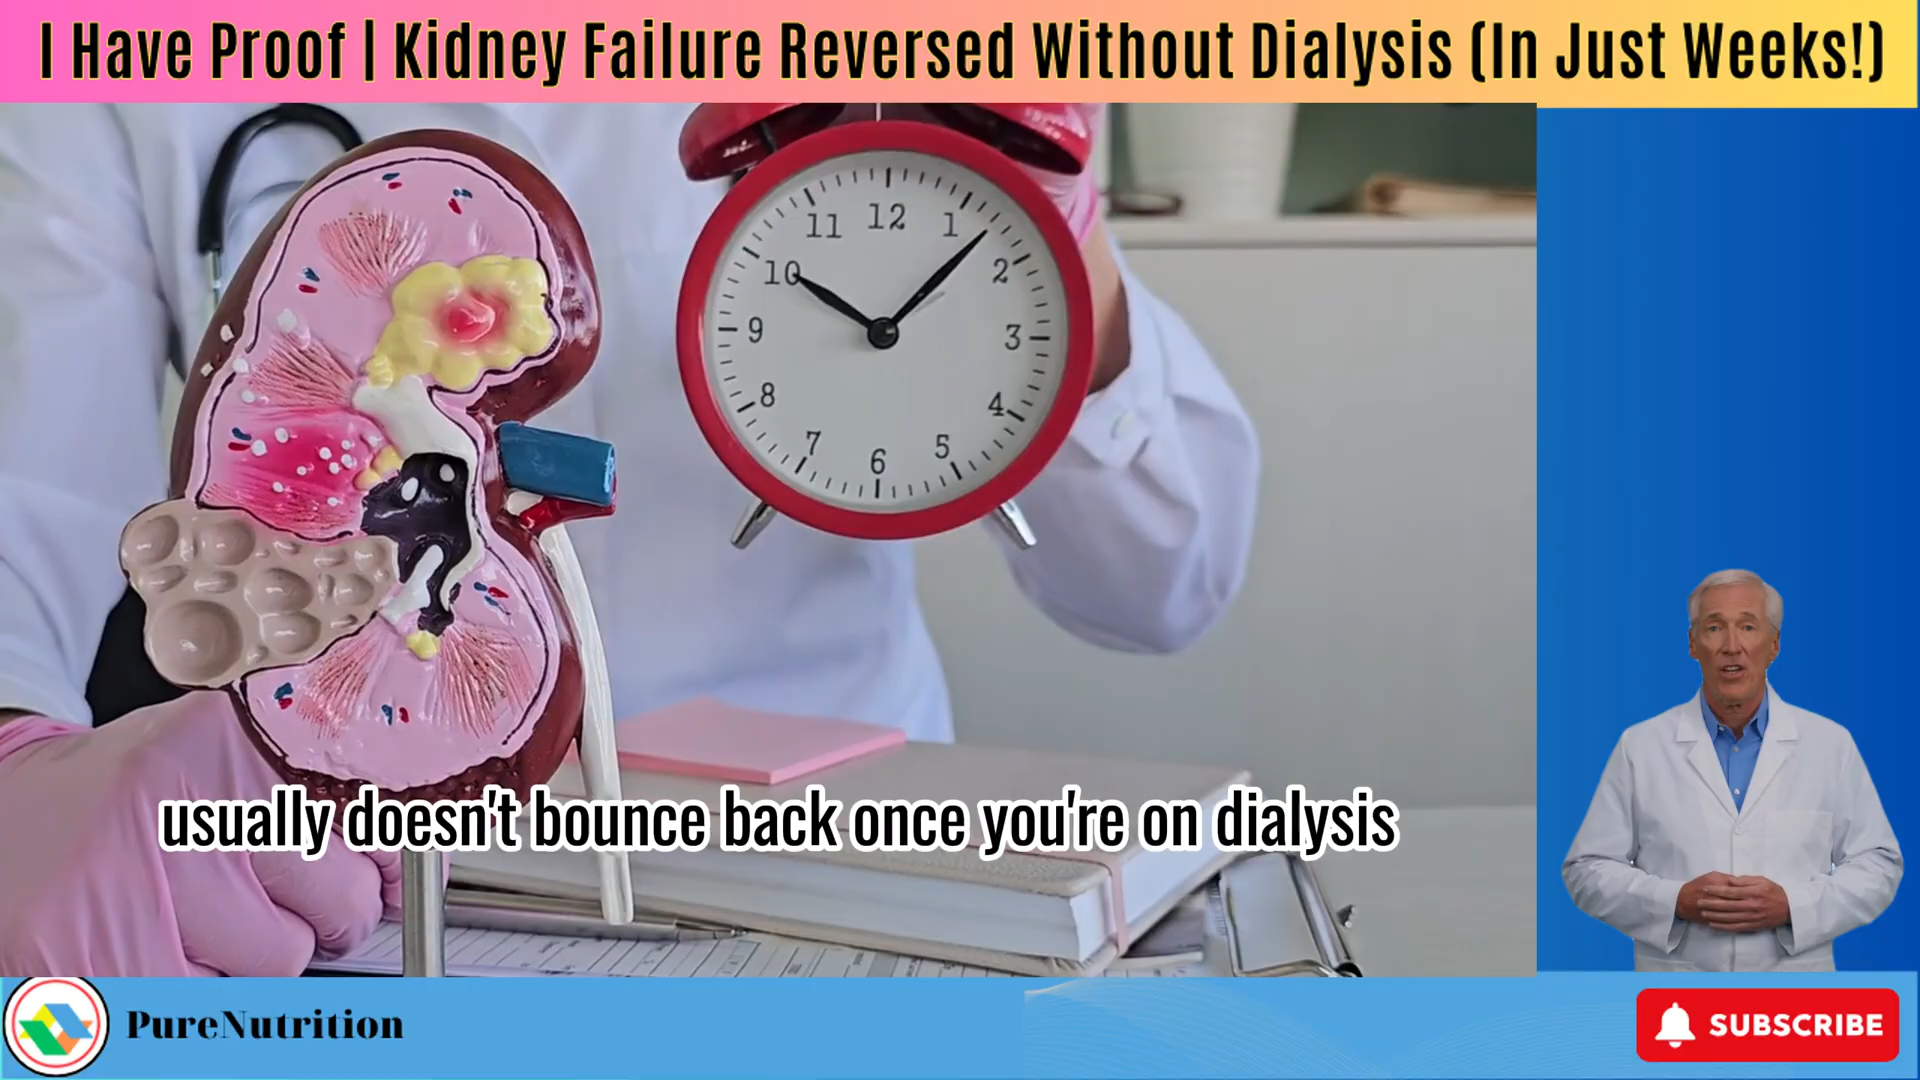 I Have Proof | Kidney Failure Reversed Without Dialysis (In Just Weeks!)
11 12 1
10 2
9 3
8 4
7 6 5
usually doesn't bounce back once you're on dialysis
PureNutrition
SUBSCRIBE